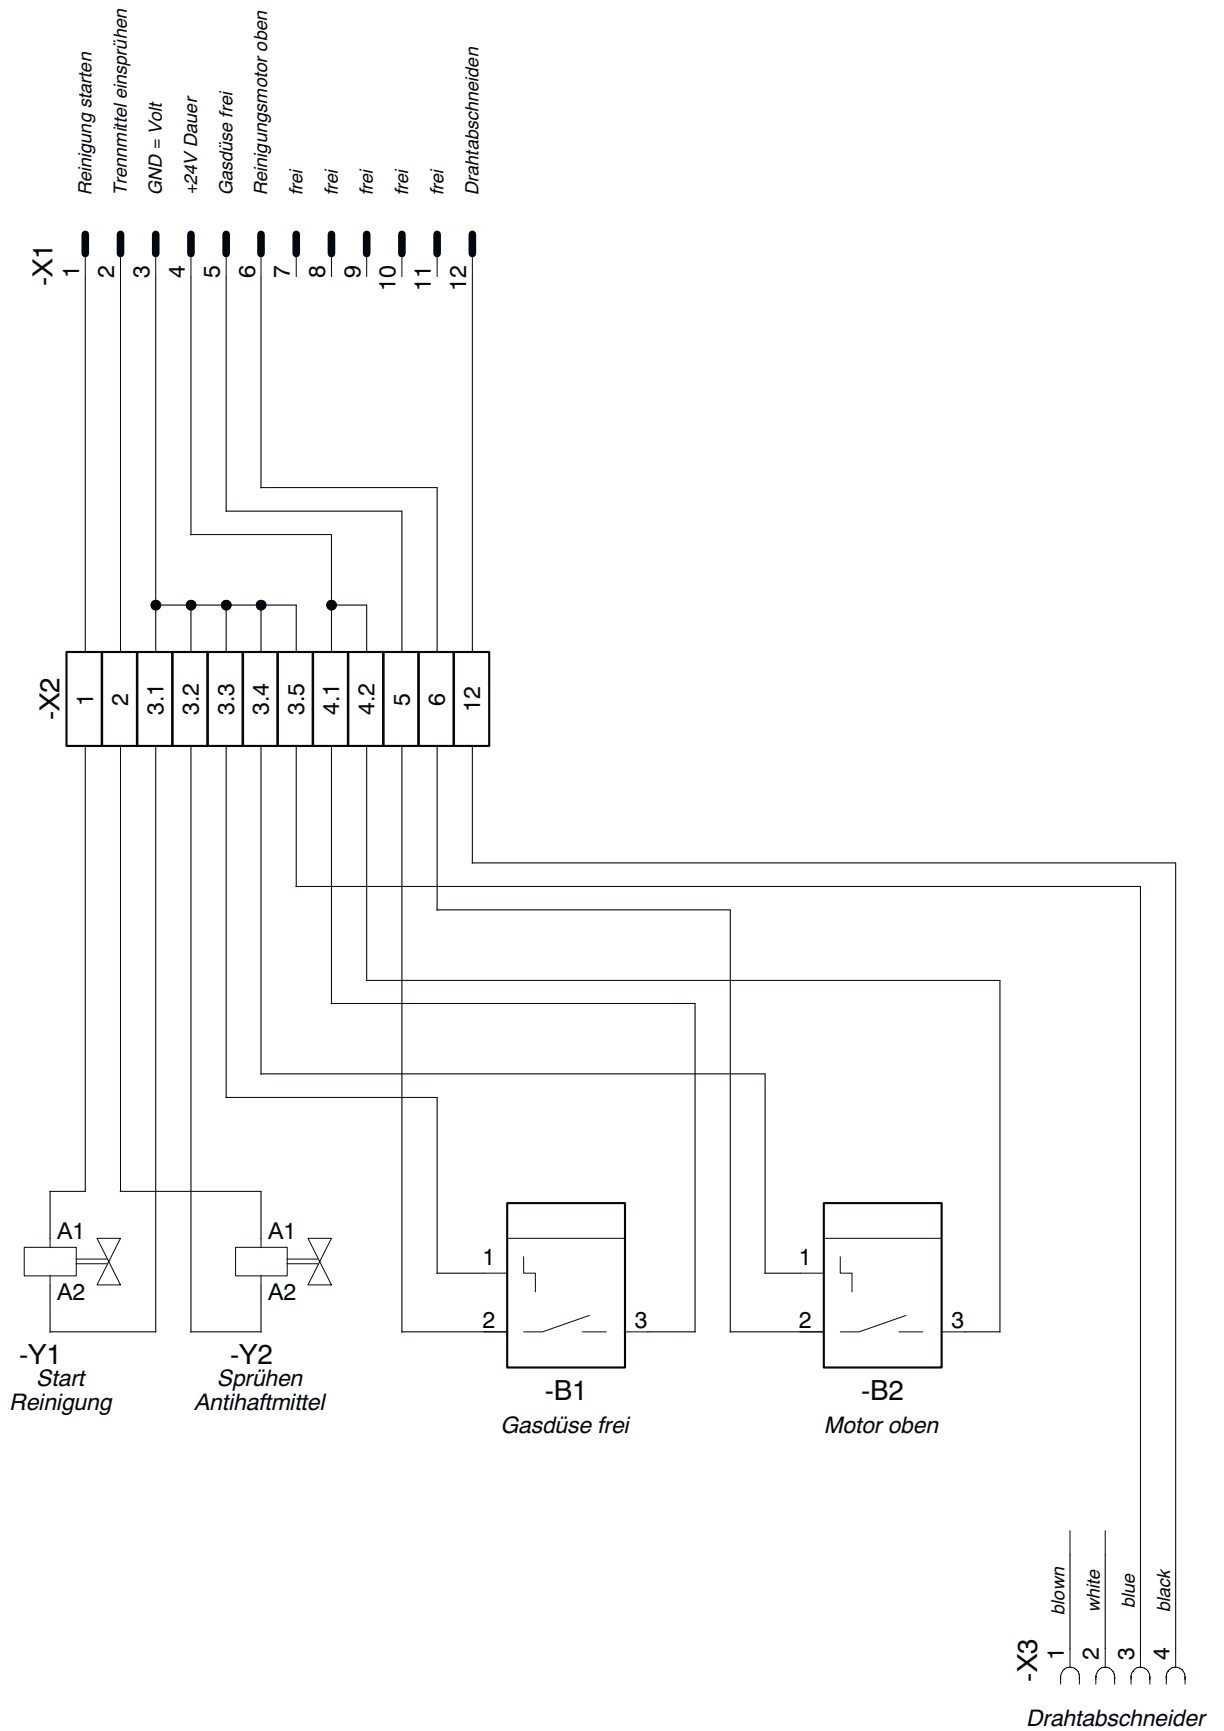 Reinigung starten
Trennmittel einsprühen
GND = Volt
+24V Dauer
Gasdüse frei
Reinigungsmotor oben
frei
frei
frei
frei
frei
Drahtabschneiden
-X1
1
2
3
4
5
6
7
8
9
10
11
12
-X2
1
2
3.1
3.2
3.3
3.4
3.5
4.1
4.2
5
6
12
A1
A2
-Y1
Start
Reinigung
A1
A2
-Y2
Sprühen
Antihaftmittel
1
2
3
-B1
Gasdüse frei
1
2
3
-B2
Motor oben
blown
white
blue
black
-X3
1
2
3
4
Drahtabschneider